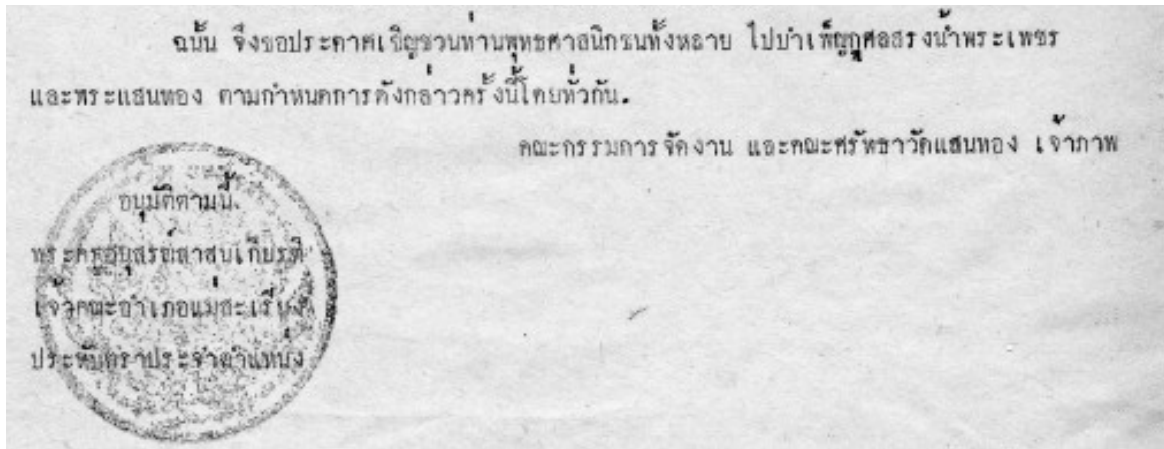 ฉนั้น จึงขอประกาศเชิญชวนท่านพุทธศาสนิกชนทั้งหลาย ไปบำเพ็ญกุศลสรงน้ำพระเพชร
และพระแสนทอง ตามกำหนดการดังกล่าวครั้งนี้โดยทั่วกัน.
คณะกรรมการจัดงาน และคณะศรัทธาวัดแสนทอง เจ้าภาพ
อนุมัติตามนี้.
พระครูอนุสรณ์ศาสนเกียรติ
เจ้าคณะอำเภอแม่สะเรียง
ประทับตราประจำตำแหน่ง